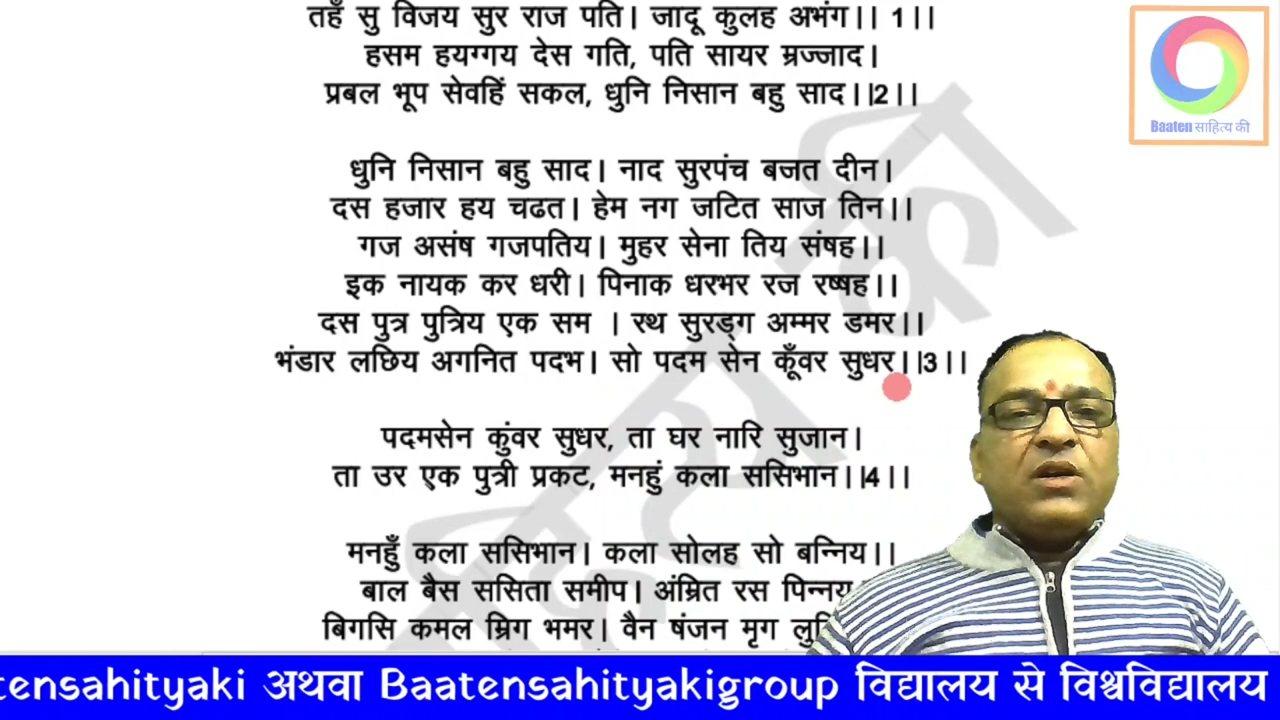 तहँ सु विजय सुर राज पति। जादू कुलह अभंग।। 1।।
हसम हयग्गय देस गति, पति सायर म्रज्जाद।
प्रबल भूप सेवहिं सकल, धुनि निसान बहु साद।।2।।
धुनि निसान बहु साद। नाद सुरपंच बजत दीन।
दस हजार हय चढत। हेम नग जटित साज तिन।।
गज असंष गजपतिय। मुहर सेना तिय संषह।।
इक नायक कर धरी। पिनाक धरभर रज रष्षह।।
दस पुत्र पुत्रिय एक सम । रथ सुरड्ग अम्मर डमर।।
भंडार लछिय अगनित पदभ। सो पदम सेन कूँवर सुधर।।3।।
पदमसेन कुंवर सुधर, ता घर नारि सुजान।
ता उर एक पुत्री प्रकट, मनहुं कला ससिभान।।4।।
मनहुँ कला ससिभान। कला सोलह सो बन्निय।।
बाल बैस ससिता समीप। अंम्रित रस पिन्नय
बिगसि कमल म्रिग भमर। वैन षंजन मृग
Baaten साहित्य की
tensahityaki अथवा Baatensahityakigroup विद्यालय से विश्वविद्यालय